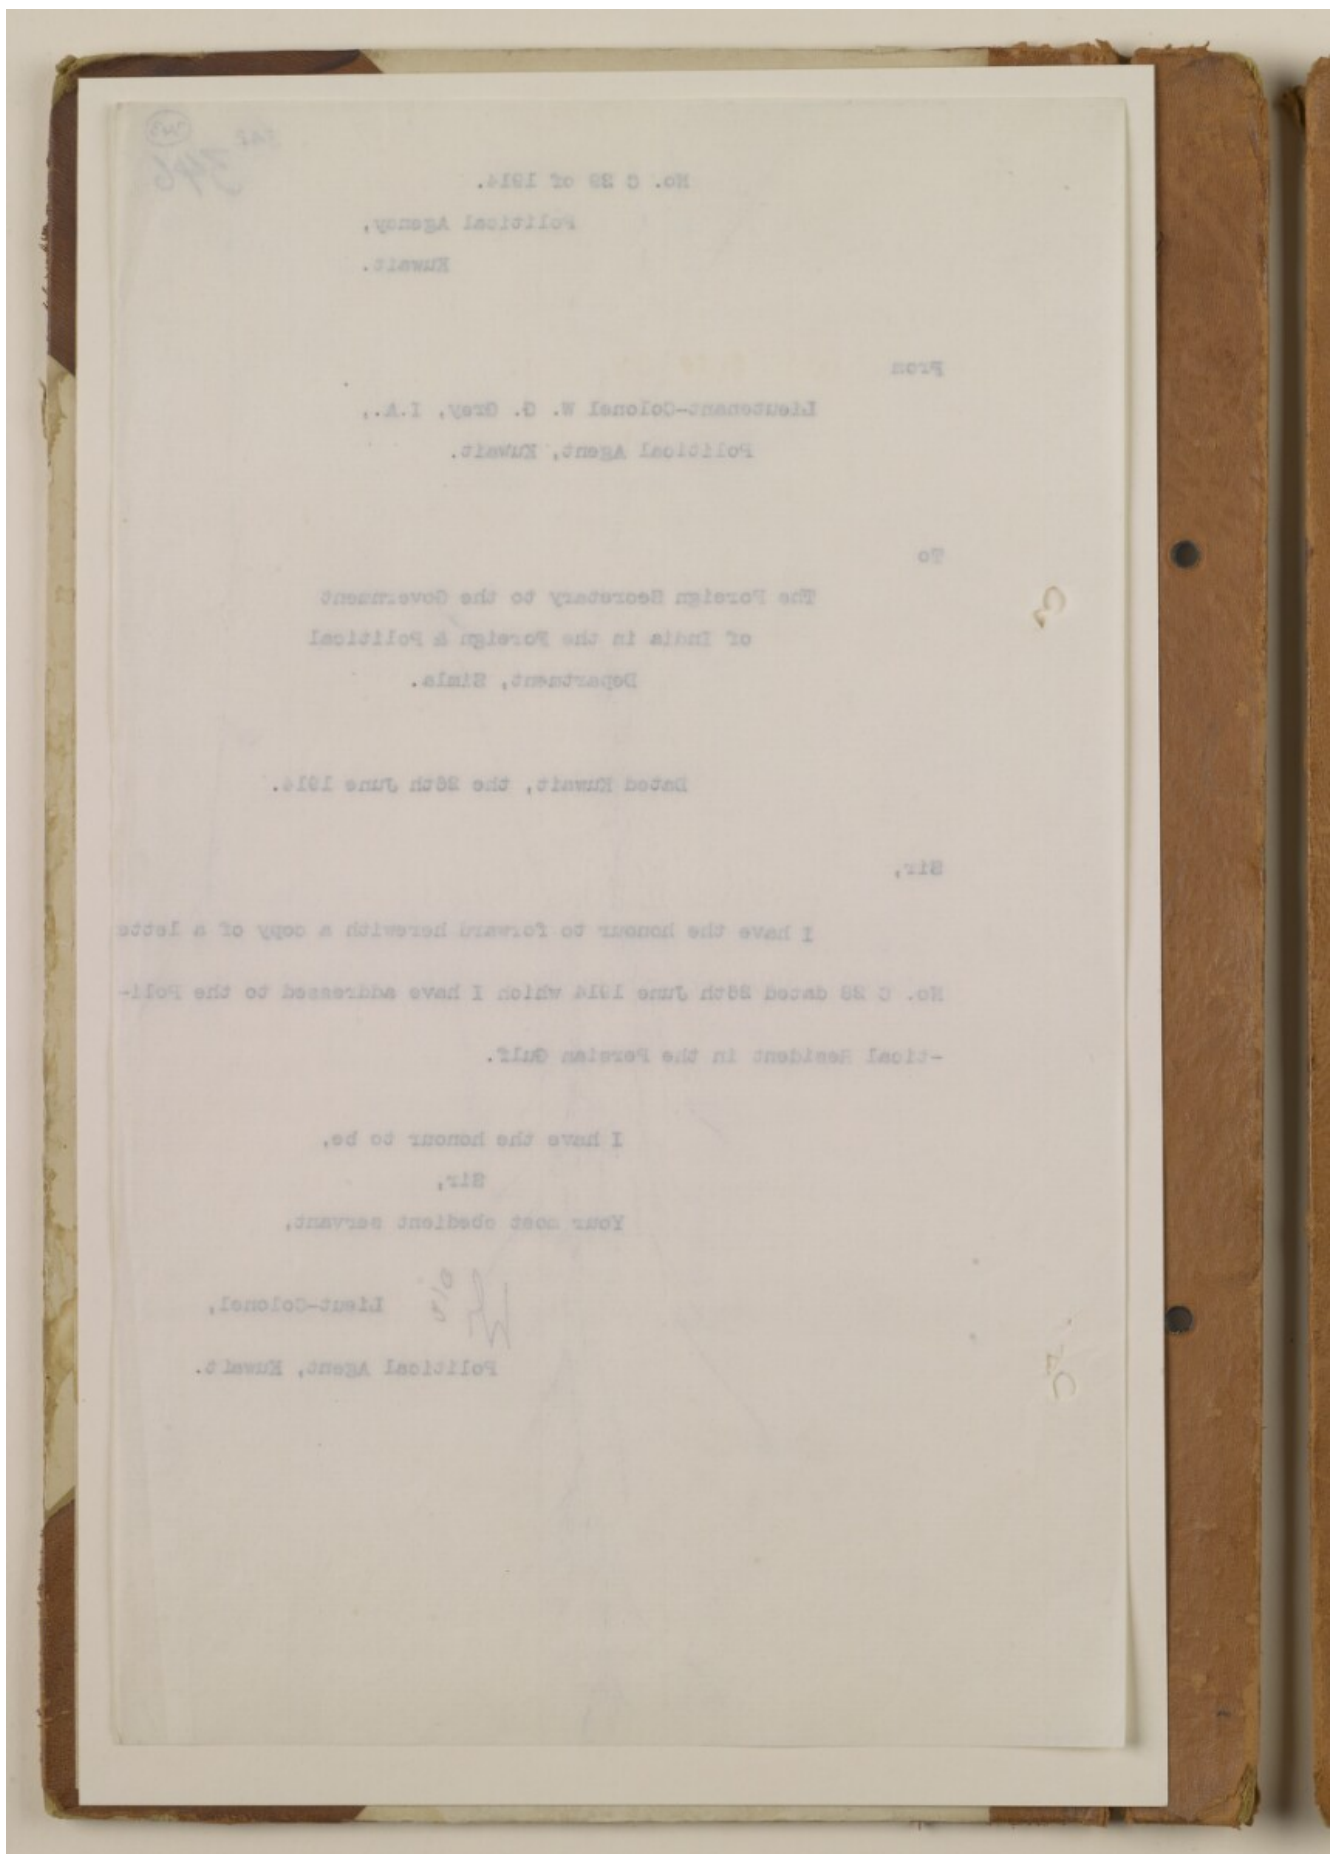 No. C 29 of 1914.
Political Agency,
Kuwait.
From
Lieutenant-Colonel W. G. Grey, I.A.,
Political Agent, Kuwait.
To
The Foreign Secretary to the Government
of India in the Foreign & Political
Department, Simla.
Dated Kuwait, the 26th June 1914.
Sir,
I have the honour to forward herewith a copy of a lette
No. C 28 dated 26th June 1914 which I have addressed to the Poli-
-tical Resident in the Persian Gulf.
I have the honour to be,
Sir,
Your most obedient servant,
Lieut-Colonel,
Political Agent, Kuwait.